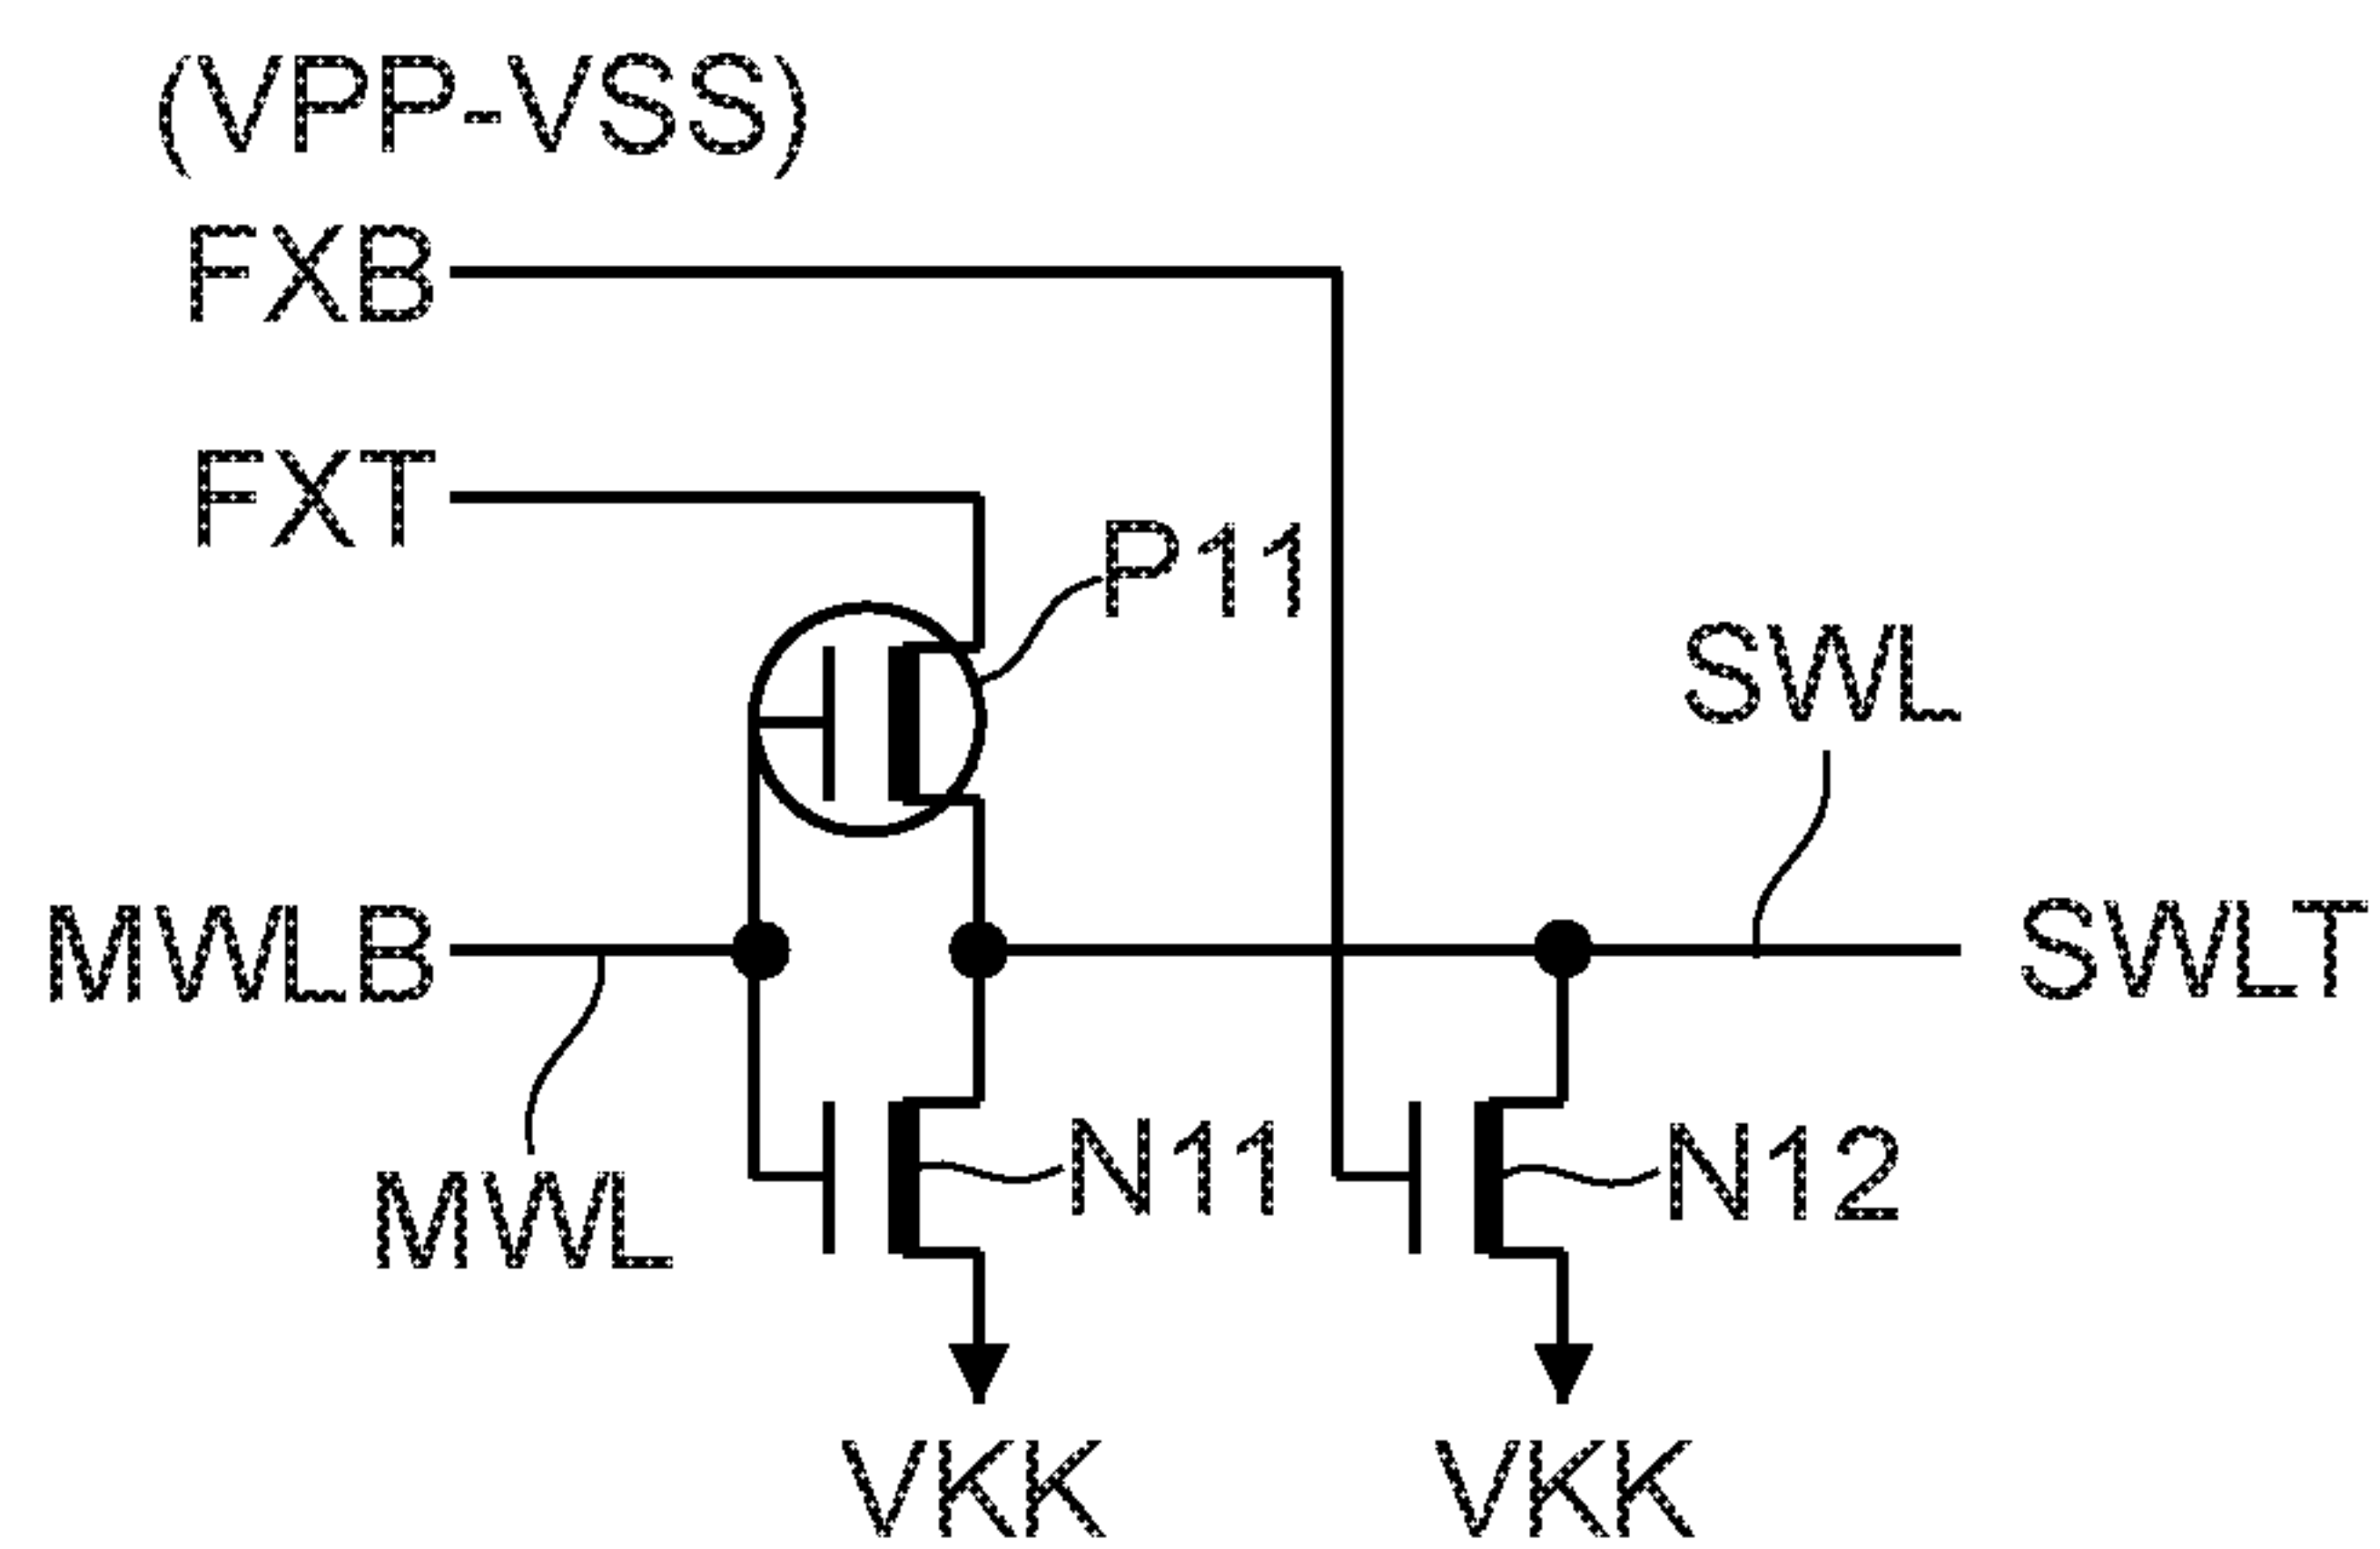 (VPP-VSS)
FXB
FXT
P11
SWL
MWLB
SWLT
MWL
N11
N12
VKK
VKK